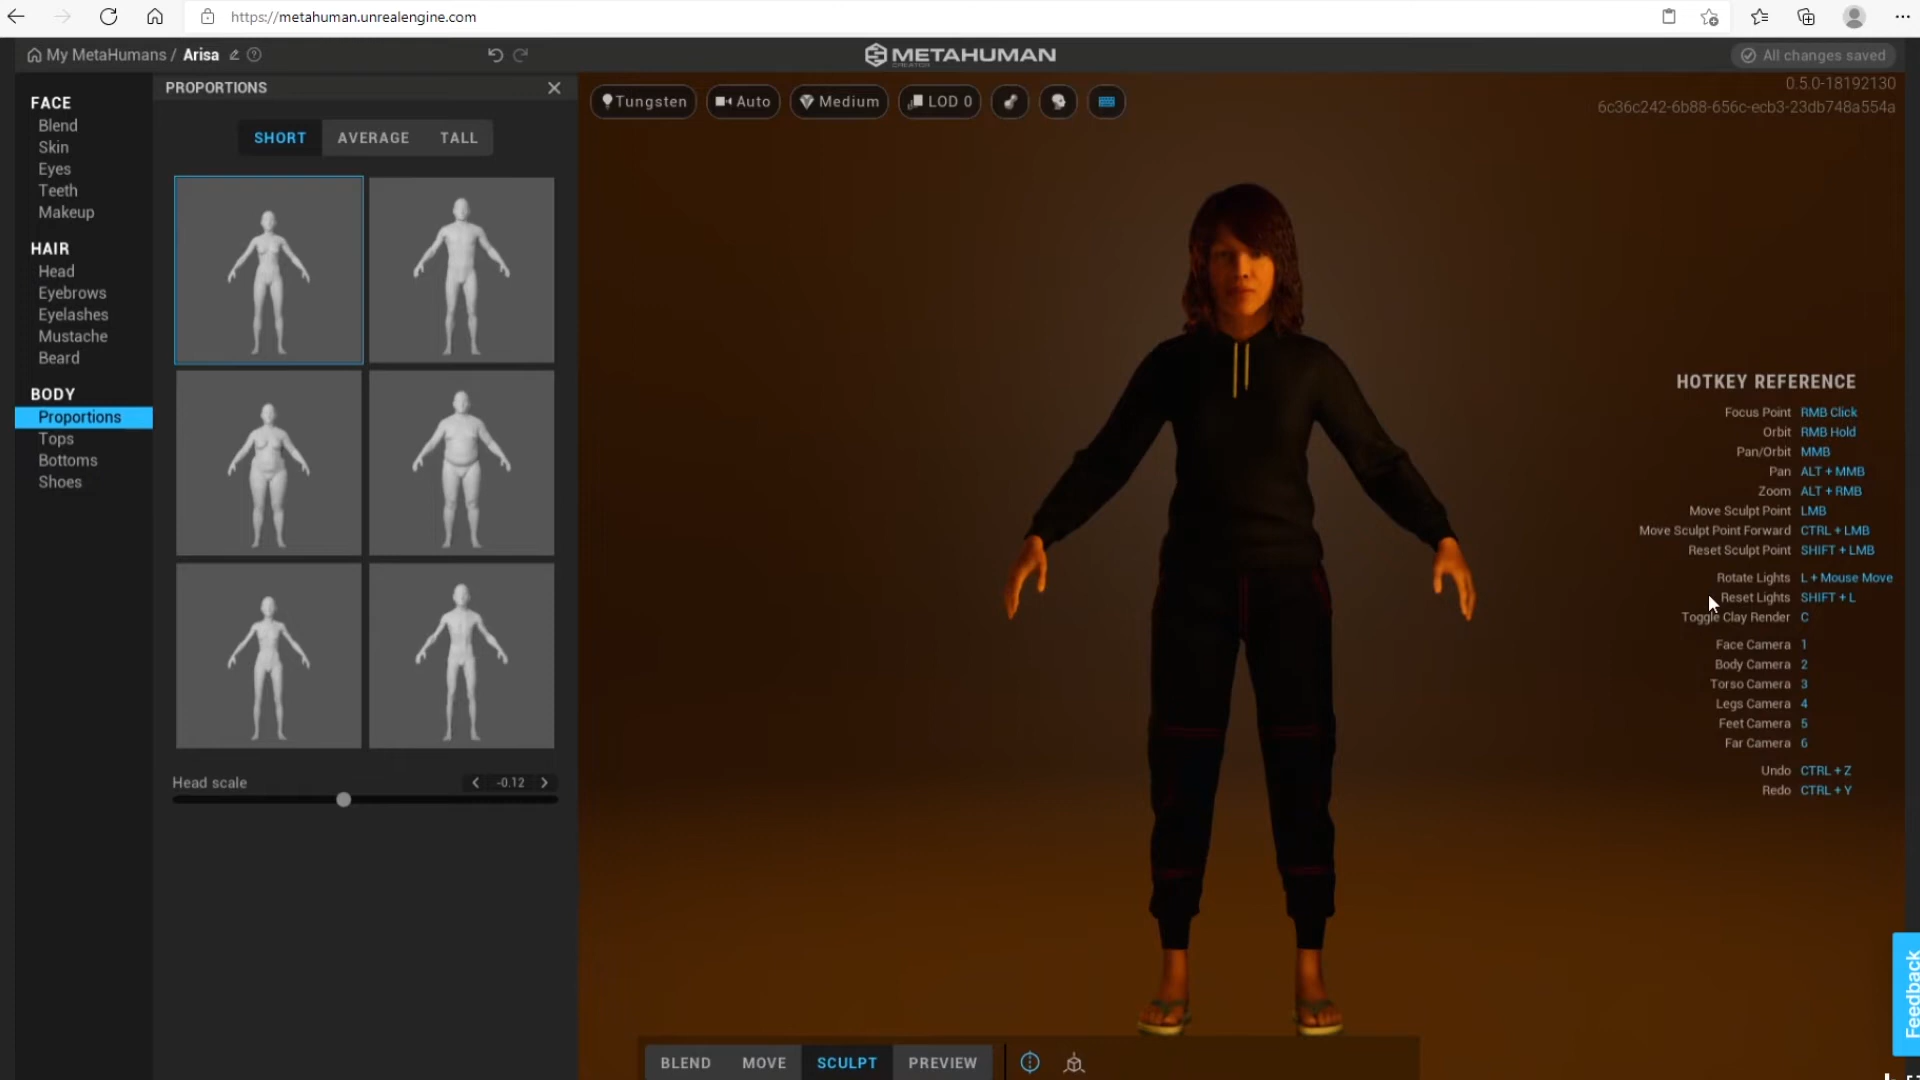 https://metahuman.unrealengine.com
My MetaHumans / Arisa
METAHUMAN
CREATOR
All changes saved
0.5.0-18192130
6c36c242-6b88-656c-ecb3-23db748a554a
FACE
Blend
Skin
Eyes
Teeth
Makeup
HAIR
Head
Eyebrows
Eyelashes
Mustache
Beard
BODY
Proportions
Tops
Bottoms
Shoes
PROPORTIONS
SHORT AVERAGE TALL
Head scale -0.12
Tungsten Auto Medium LOD 0
HOTKEY REFERENCE
Focus Point RMB Click
Orbit RMB Hold
Pan/Orbit MMB
Pan ALT + MMB
Zoom ALT + RMB
Move Sculpt Point LMB
Move Sculpt Point Forward CTRL + LMB
Reset Sculpt Point SHIFT + LMB
Rotate Lights L + Mouse Move
Reset Lights SHIFT + L
Toggle Clay Render C
Face Camera 1
Body Camera 2
Torso Camera 3
Legs Camera 4
Feet Camera 5
Far Camera 6
Undo CTRL + Z
Redo CTRL + Y
Feedback
BLEND MOVE SCULPT PREVIEW